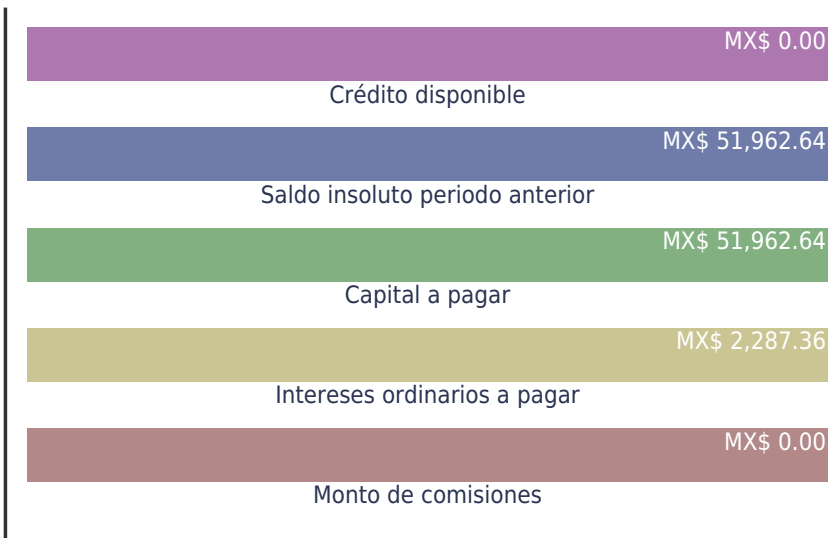 MX$ 0.00
Crédito disponible
MX$ 51,962.64
Saldo insoluto periodo anterior
MX$ 51,962.64
Capital a pagar
MX$ 2,287.36
Intereses ordinarios a pagar
MX$ 0.00
Monto de comisiones